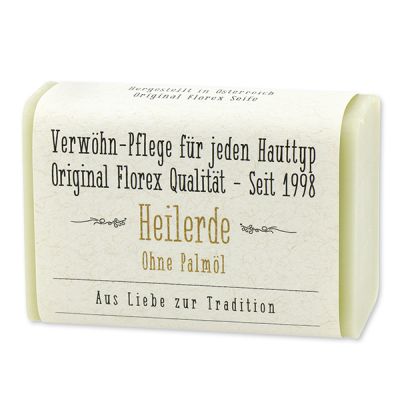 Hergestellt in Österreich
Original Florex Seife
Verwöhn-Pflege für jeden Hauttyp
Original Florex Qualität - Seit 1998
Heilerde
Ohne Palmöl
Aus Liebe zur Tradition